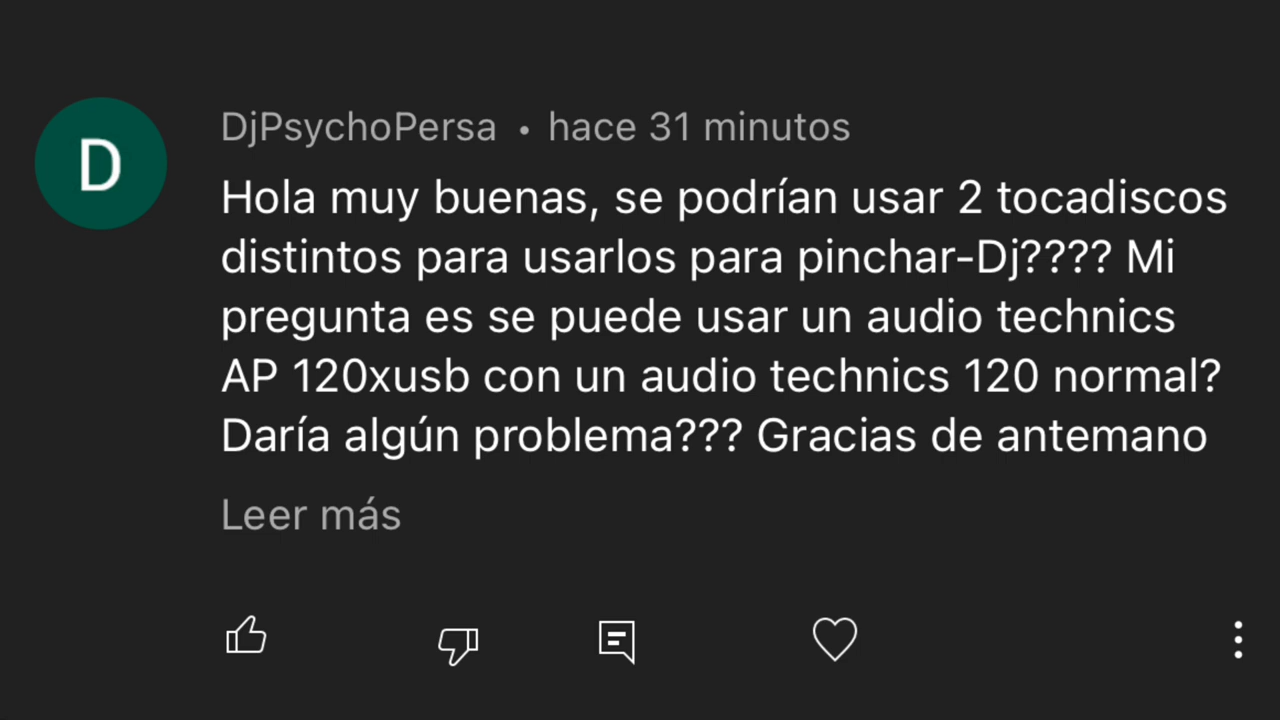 D
DjPsychoPersa • hace 31 minutos
Hola muy buenas, se podrían usar 2 tocadiscos
distintos para usarlos para pinchar-Dj???? Mi
pregunta es se puede usar un audio technics
AP 120xusb con un audio technics 120 normal?
Daría algún problema??? Gracias de antemano
Leer más